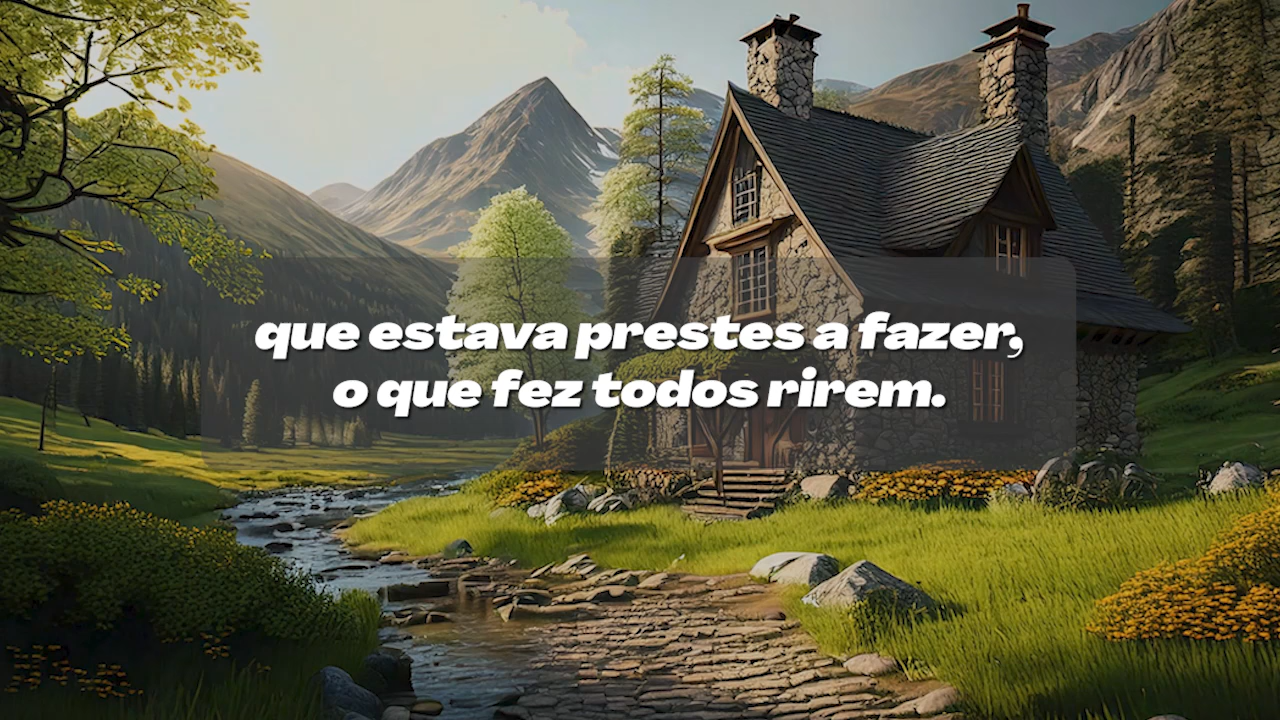 que estava prestes a fazer,
o que fez todos rirem.